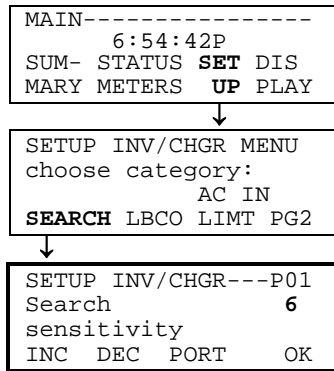 MAIN----------------
6:54:42P
SUM- STATUS SET DIS
MARY METERS UP PLAY
SETUP INV/CHGR MENU
choose category:
AC IN
SEARCH LBCO LIMT PG2
SETUP INV/CHGR---P01
Search 6
sensitivity
INC DEC PORT OK